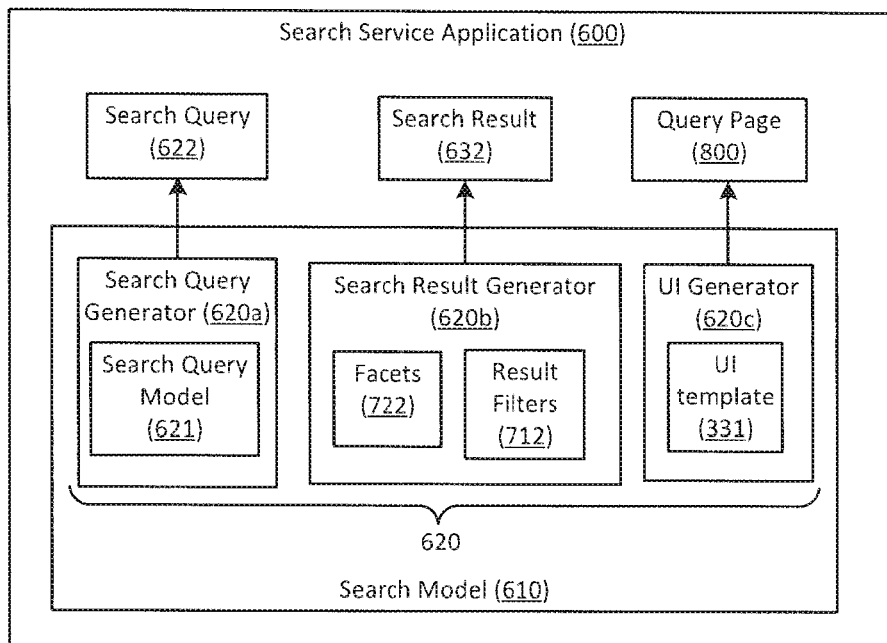 Search Service Application (600)
Search Query
(622)
Search Result
(632)
Query Page
(800)
Search Query
Generator (620a)
Search Query
Model
(621)
Search Result Generator
(620b)
Facets
(722)
Result
Filters
(712)
UI Generator
(620c)
UI
template
(331)
620
Search Model (610)